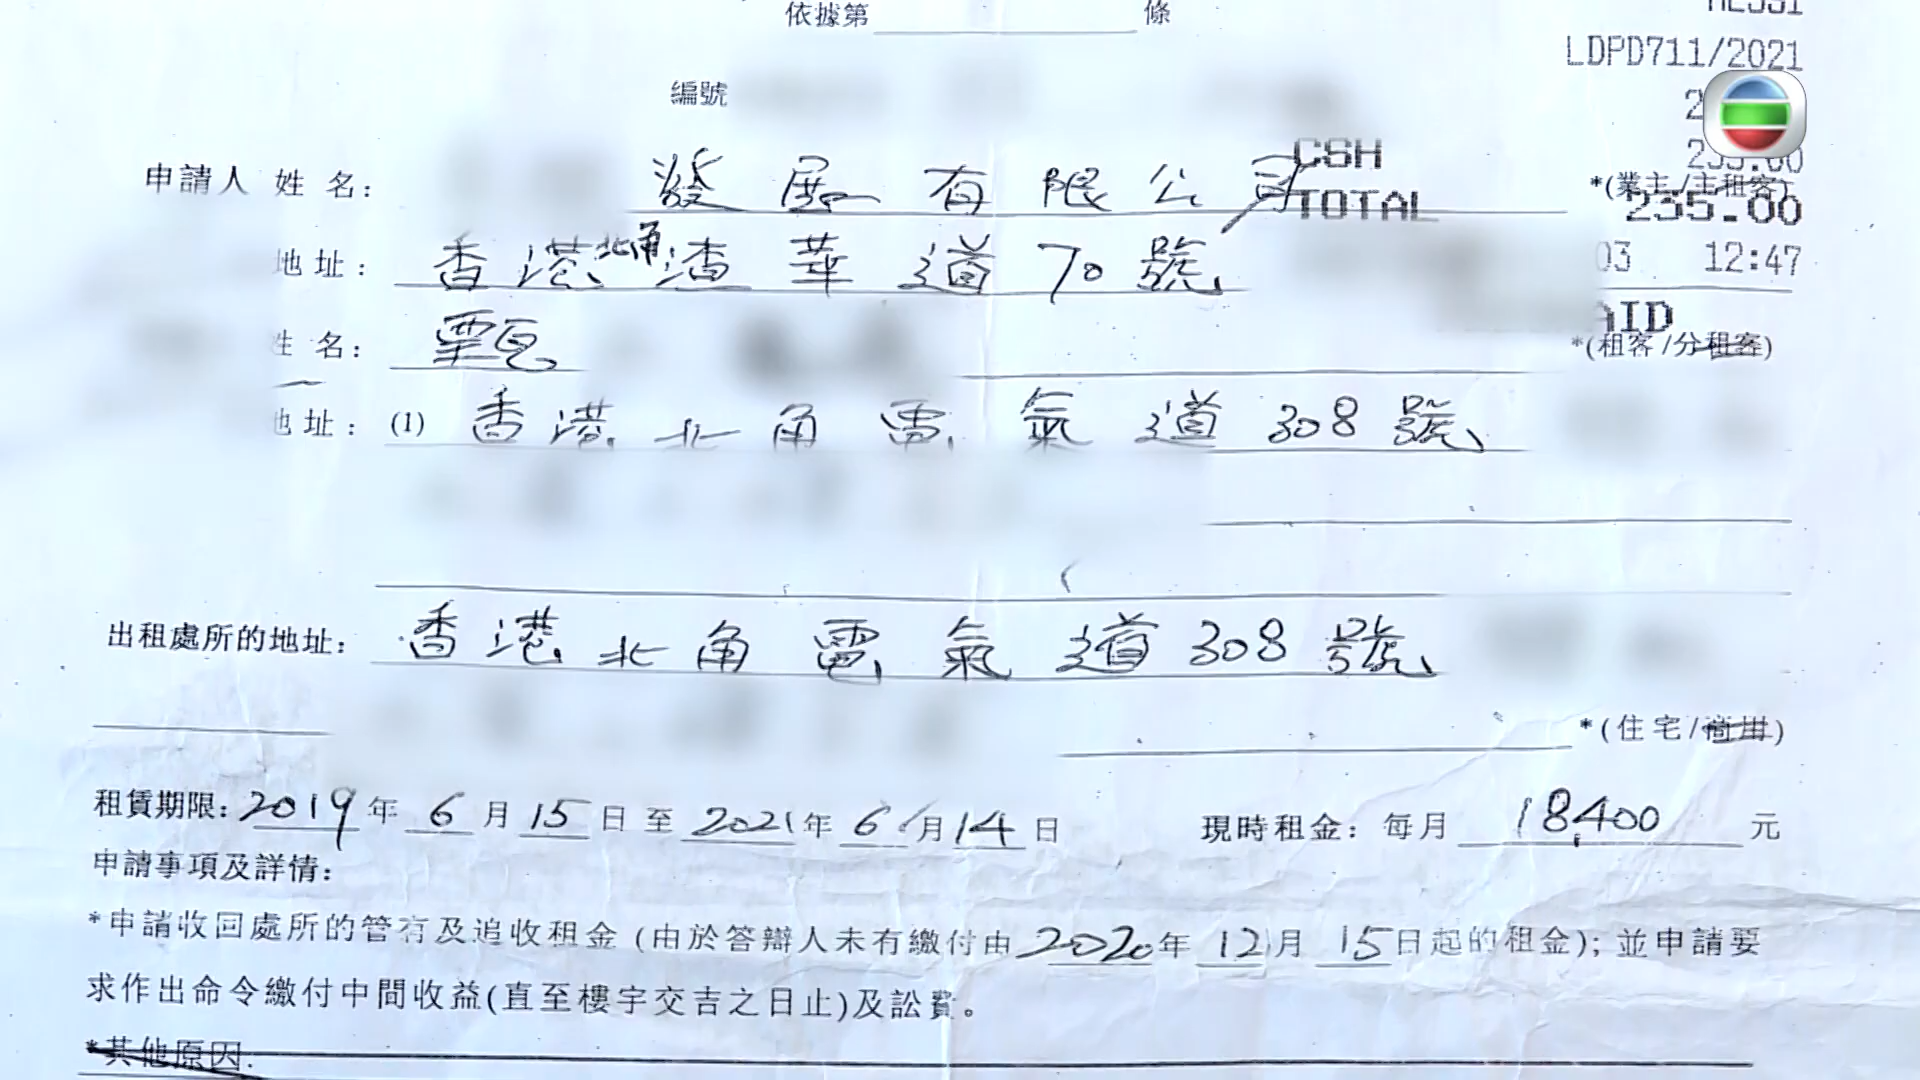 依據第 條
LDPD711/2021
編號
CSH
申請人 姓 名: 發展有限公司 *(業主/主租客)
TOTAL 235.00
地址: 香港北角渣華道70號
03 12:47
姓 名: *(租客/分租客)
地址: (1) 香港北角電氣道308號
出租處所的地址: 香港北角電氣道308號
*(住宅/商用)
租賃期限: 2019年 6月 15日 至 2021年 6月14日 現時租金: 每月 18,400 元
申請事項及詳情:
*申請收回處所的管有及追收租金 (由於答辯人未有繳付由 2020年 12月 15日起的租金); 並申請要
求作出命令繳付中間收益(直至樓宇交吉之日止)及訟費。
*其他原因: